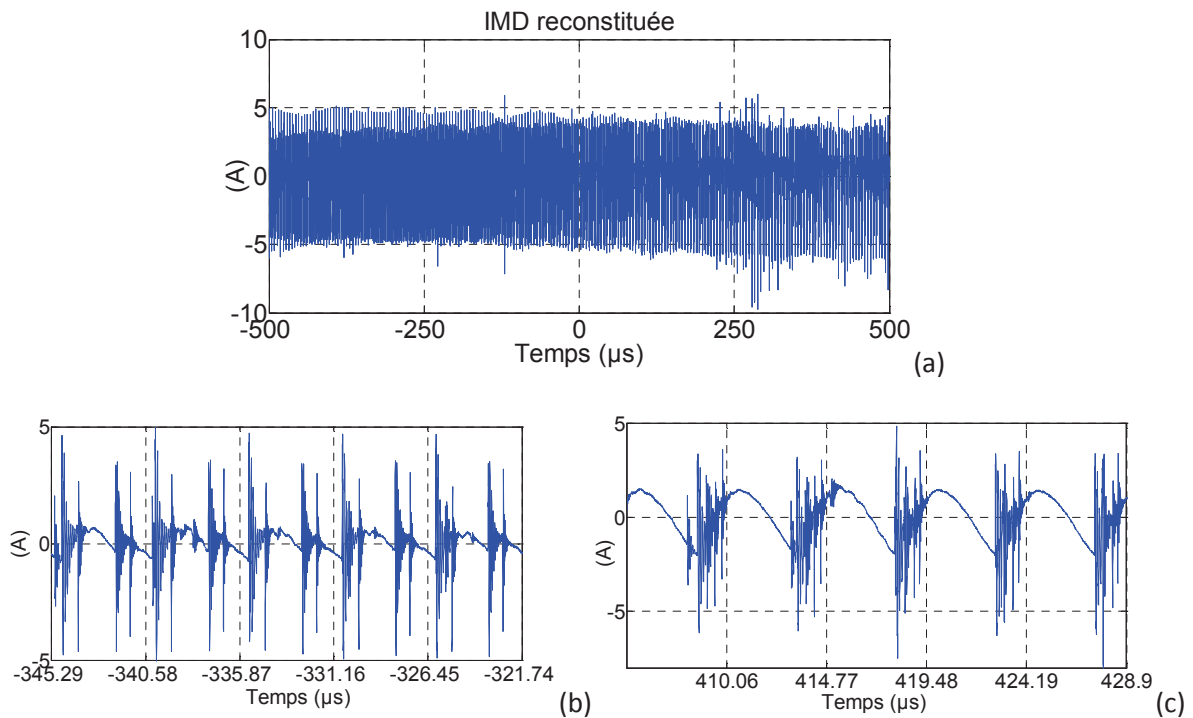 IMD reconstituée
10
5
0
-5
-10
(A)
-500 -250 0 250 500
Temps (µs)
(a)
5
0
-5
(A)
-345.29 -340.58 -335.87 -331.16 -326.45 -321.74
Temps (µs)
(b)
5
0
-5
(A)
410.06 414.77 419.48 424.19 428.9
Temps (µs)
(c)